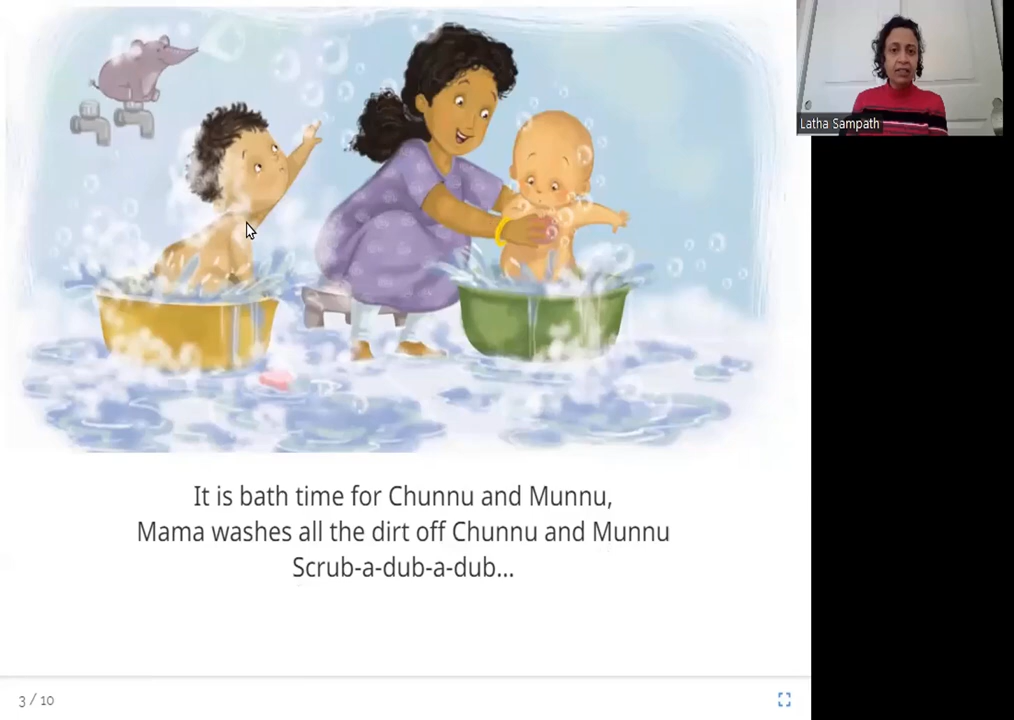 Latha Sampath
It is bath time for Chunnu and Munnu,
Mama washes all the dirt off Chunnu and Munnu
Scrub-a-dub-a-dub...
3 / 10